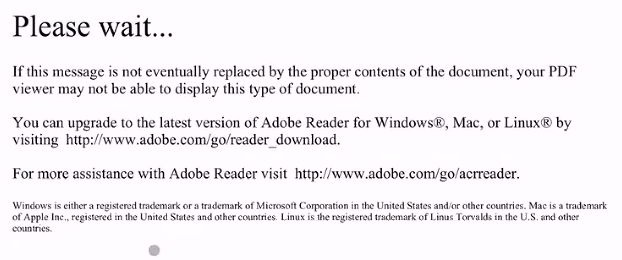 Please wait...
If this message is not eventually replaced by the proper contents of the document, your PDF
viewer may not be able to display this type of document.
You can upgrade to the latest version of Adobe Reader for Windows®, Mac, or Linux® by
visiting  http://www.adobe.com/go/reader_download.
For more assistance with Adobe Reader visit  http://www.adobe.com/go/acrreader.
Windows is either a registered trademark or a trademark of Microsoft Corporation in the United States and/or other countries. Mac is a trademark
of Apple Inc., registered in the United States and other countries. Linux is the registered trademark of Linus Torvalds in the U.S. and other
countries.